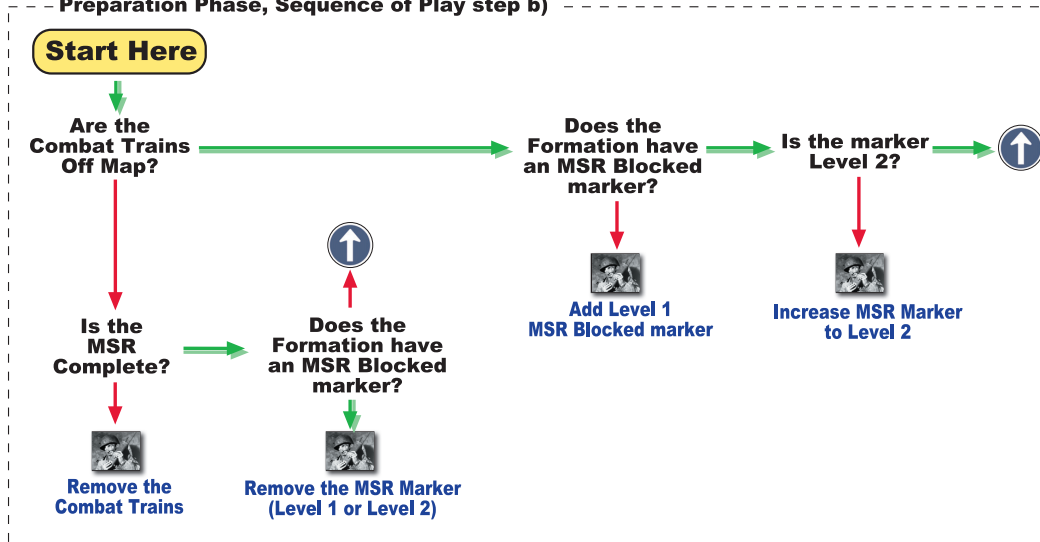 Preparation Phase, Sequence of Play step b)
Start Here
Are the
Combat Trains
Off Map?
Does the
Formation have
an MSR Blocked
marker?
Is the marker
Level 2?
Add Level 1
MSR Blocked marker
Increase MSR Marker
to Level 2
Is the
MSR
Complete?
Does the
Formation have
an MSR Blocked
marker?
Remove the
Combat Trains
Remove the MSR Marker
(Level 1 or Level 2)